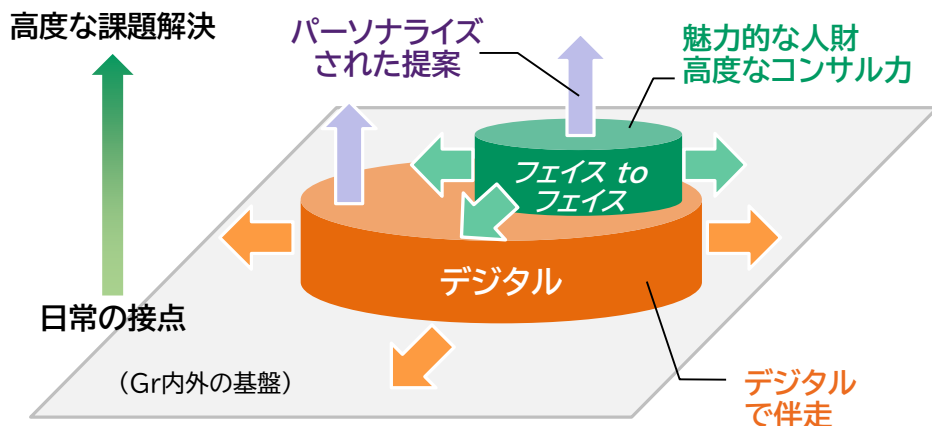 高度な課題解決
パーソナライズ
された提案
魅力的な人財
高度なコンサル力
フェイス to
フェイス
デジタル
日常の接点
（Gr内外の基盤）
デジタル
で伴走